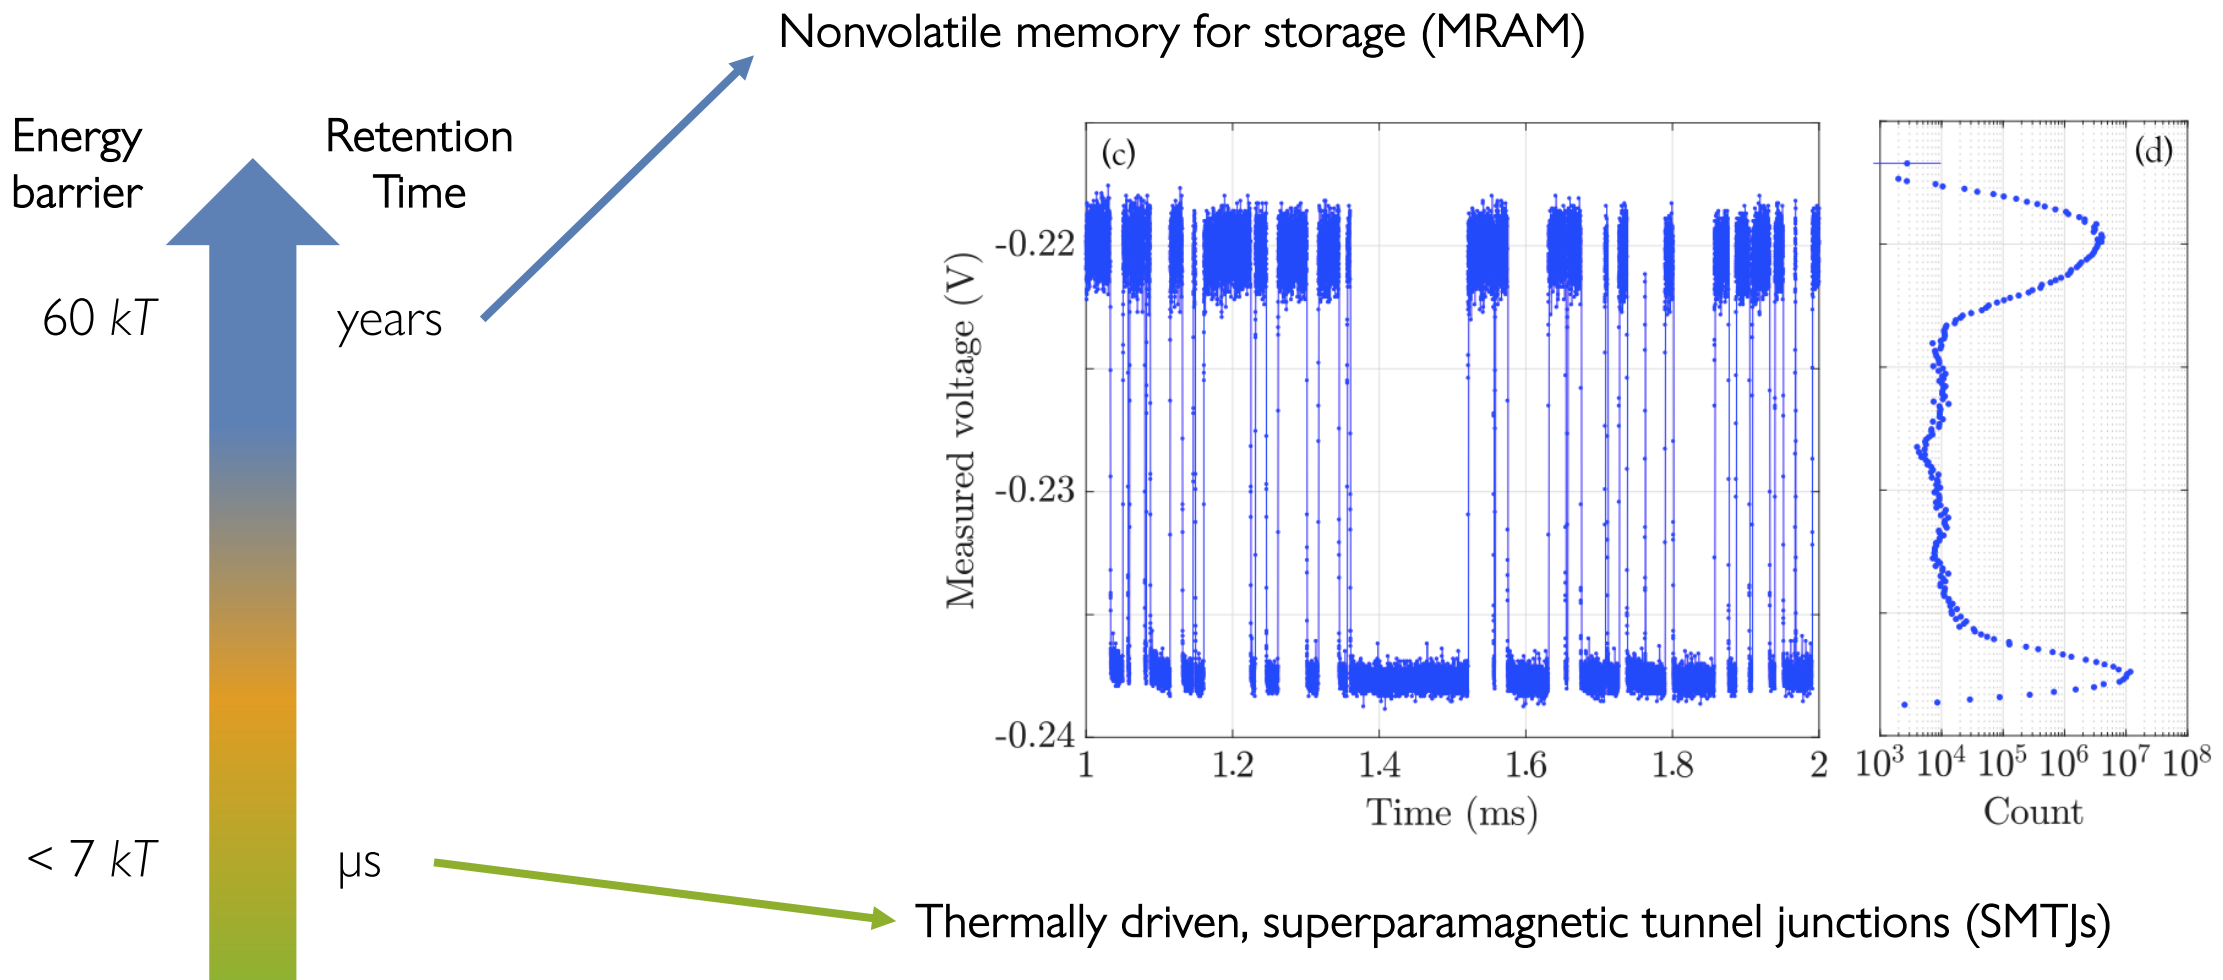 Nonvolatile memory for storage (MRAM)
Energy
barrier
Retention
Time
60 kT
years
< 7 kT
µs
(c)
Measured voltage (V)
-0.22
-0.23
-0.24
1
1.2
1.4
1.6
1.8
2
Time (ms)
(d)
10³
10⁴
10⁵
10⁶
10⁷
10⁸
Count
Thermally driven, superparamagnetic tunnel junctions (SMTJs)